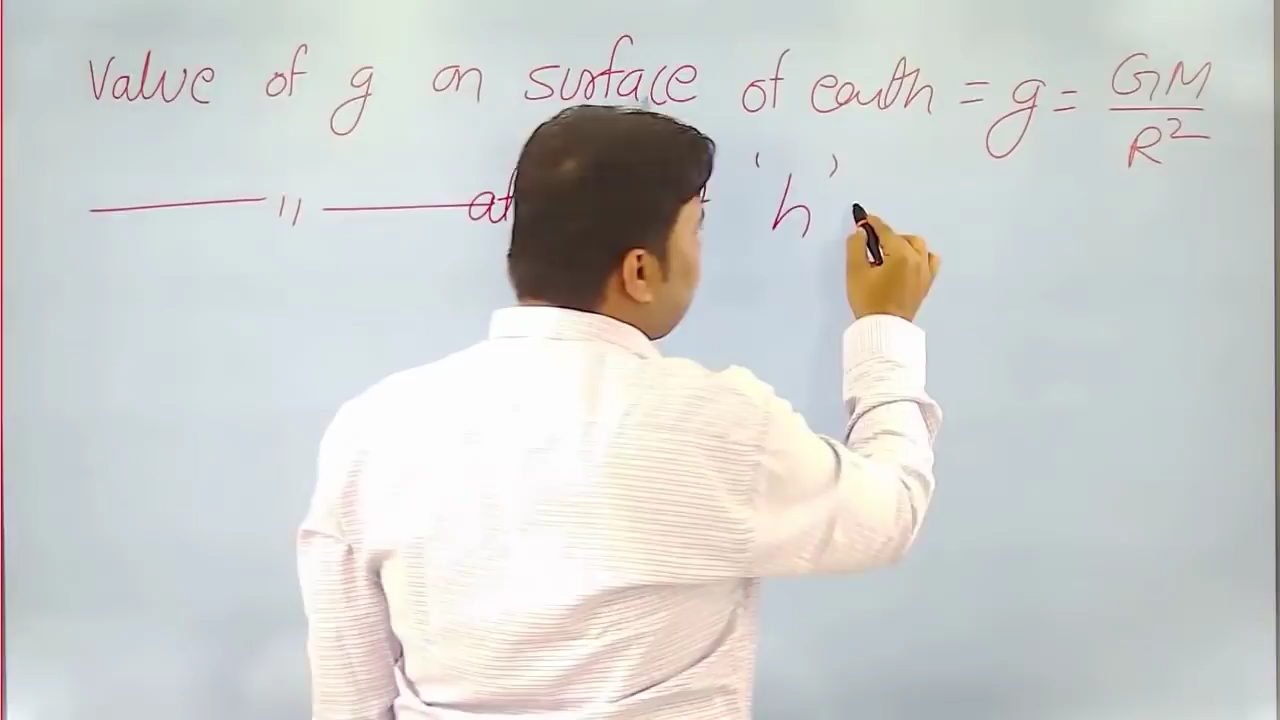 Value of g on surface of earth = g = GM/R²
——— " ——— at 'h'